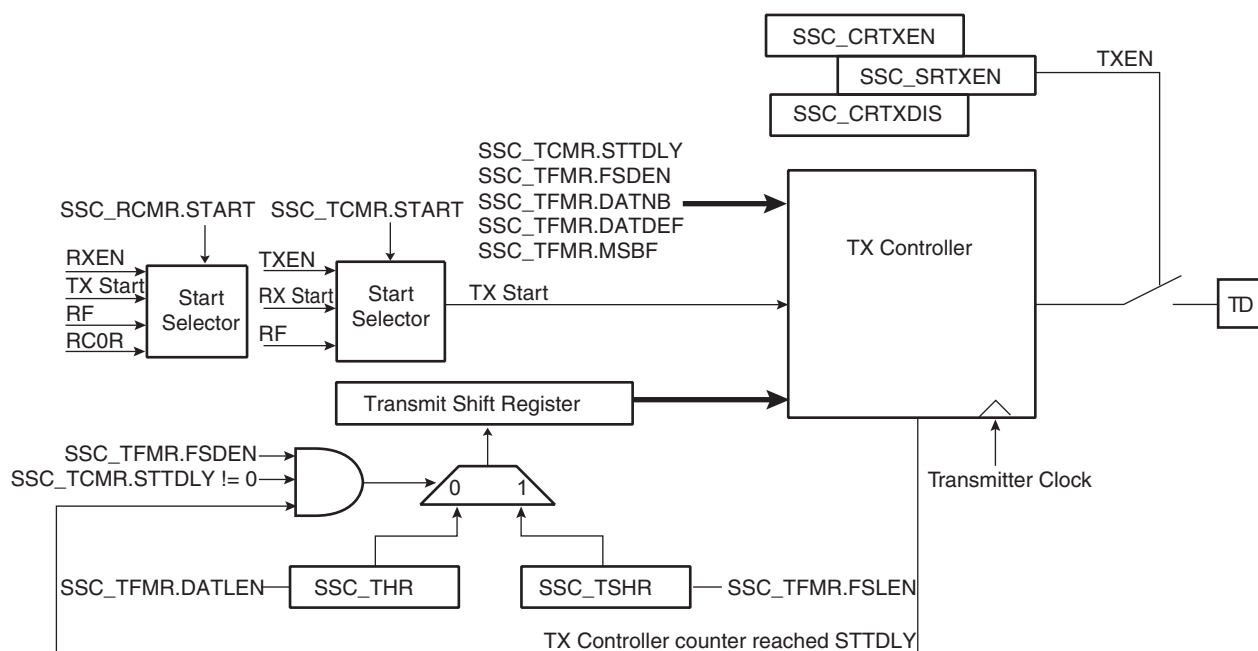 SSC_CRTXEN
SSC_SRTXEN
TXEN
SSC_CRTXDIS
SSC_TCMR.STTDLY
SSC_TFMR.FSDEN
SSC_TFMR.DATNB
SSC_TFMR.DATDEF
SSC_TFMR.MSBF
SSC_RCMR.START
SSC_TCMR.START
RXEN
TX Start
RF
RC0R
Start
Selector
TXEN
RX Start
RF
Start
Selector
TX Start
TX Controller
TD
Transmit Shift Register
Transmitter Clock
SSC_TFMR.FSDEN
SSC_TCMR.STTDLY != 0
0
1
SSC_TFMR.DATLEN
SSC_THR
SSC_TSHR
SSC_TFMR.FSLEN
TX Controller counter reached STTDLY